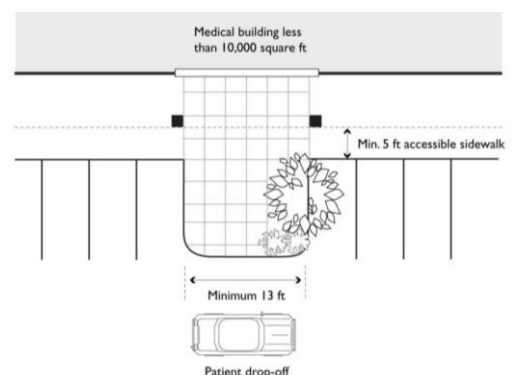 Medical building less
than 10,000 square ft
Min. 5 ft accessible sidewalk
Minimum 13 ft
Patient drop-off